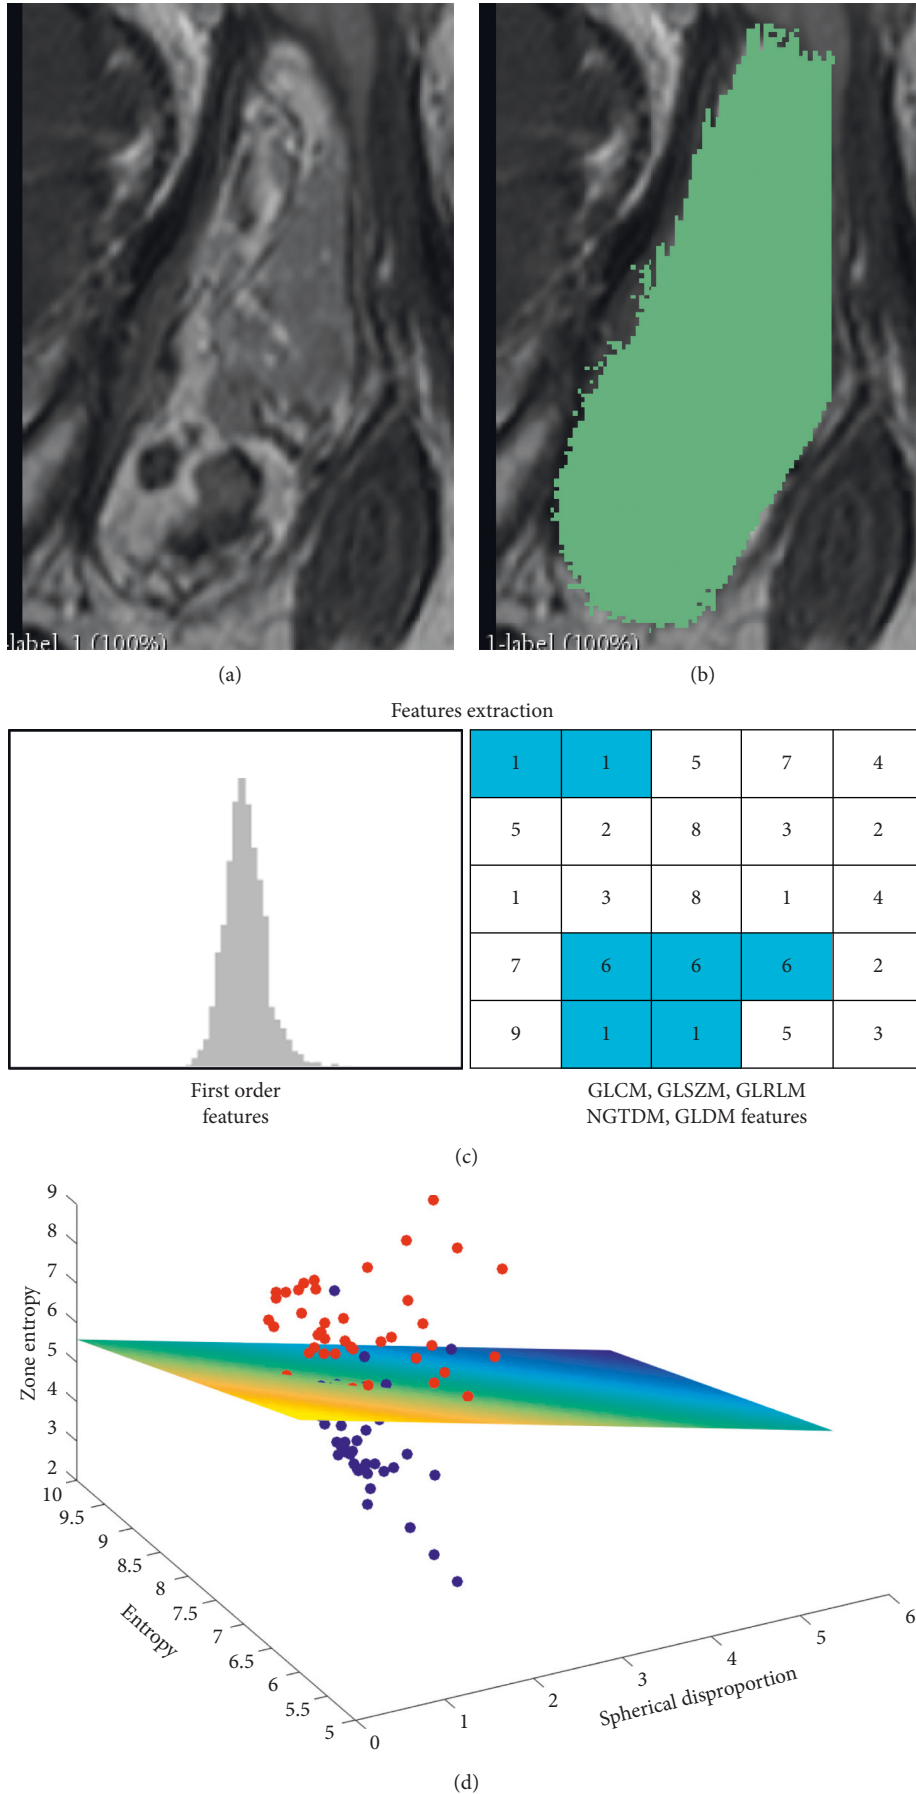 -label 1 (100%)
1-label (100%)
(a)
(b)
Features extraction
1 1 5 7 4
5 2 8 3 2
1 3 8 1 4
7 6 6 6 2
9 1 1 5 3
First order
features
GLCM, GLSZM, GLRLM
NGTDM, GLDM features
(c)
9
8
7
6
5
4
3
2
Zone entropy
10
9.5
9
8.5
8
7.5
7
6.5
6
5.5
5
Entropy
0
1
2
3
4
5
6
Spherical disproportion
(d)